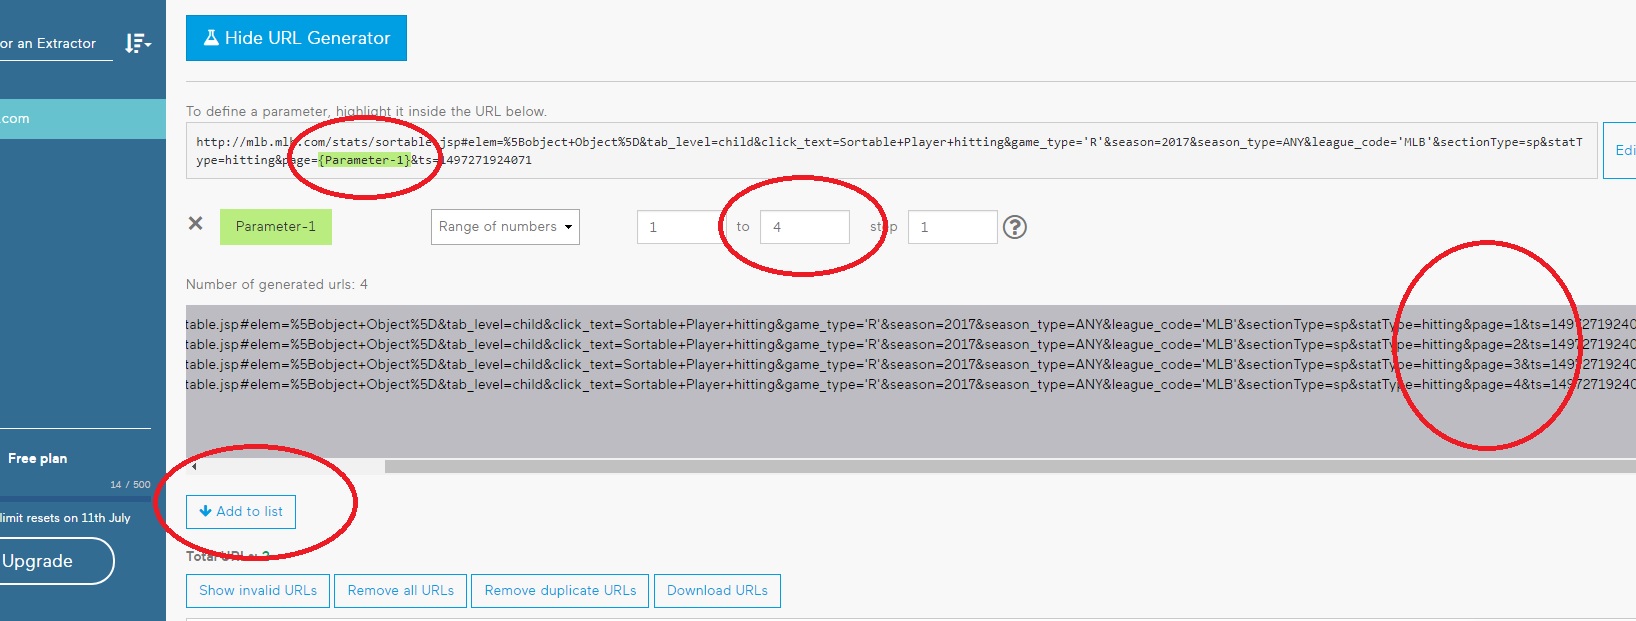 Hide URL Generator
or an Extractor
To define a parameter, highlight it inside the URL below.
.com
http://mlb.mlb.com/stats/sortable.jsp#elem=%5Bobject+Object%5D&tab_level=child&click_text=Sortable+Player+hitting&game_type='R'&season=2017&season_type=ANY&league_code='MLB'&sectionType=sp&statT
ype=hitting&page={Parameter-1}&ts=1497271924071
Edi
Parameter-1 Range of numbers 1 to 4 step 1 ?
Number of generated urls: 4
table.jsp#elem=%5Bobject+Object%5D&tab_level=child&click_text=Sortable+Player+hitting&game_type='R'&season=2017&season_type=ANY&league_code='MLB'&sectionType=sp&statType=hitting&page=1&ts=14972719240
table.jsp#elem=%5Bobject+Object%5D&tab_level=child&click_text=Sortable+Player+hitting&game_type='R'&season=2017&season_type=ANY&league_code='MLB'&sectionType=sp&statType=hitting&page=2&ts=14972719240
table.jsp#elem=%5Bobject+Object%5D&tab_level=child&click_text=Sortable+Player+hitting&game_type='R'&season=2017&season_type=ANY&league_code='MLB'&sectionType=sp&statType=hitting&page=3&ts=14972719240
table.jsp#elem=%5Bobject+Object%5D&tab_level=child&click_text=Sortable+Player+hitting&game_type='R'&season=2017&season_type=ANY&league_code='MLB'&sectionType=sp&statType=hitting&page=4&ts=14972719240
Free plan
14 / 500
limit resets on 11th July
Upgrade
Add to list
Total URLs: 2
Show invalid URLs Remove all URLs Remove duplicate URLs Download URLs